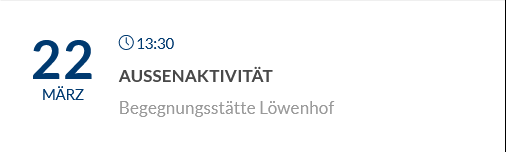 22
MÄRZ
13:30
AUSSENAKTIVITÄT
Begegnungsstätte Löwenhof